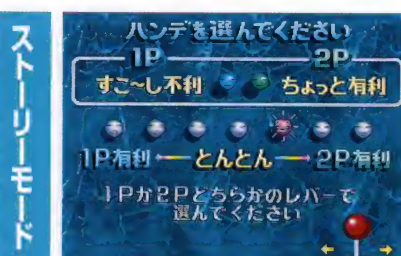 ストーリーモード
ハンデを選んでください
1P 2P
すこ〜し不利 ちょっと有利
1P有利 とんとん 2P有利
1Pか2Pどちらかのレバーで
選んでください